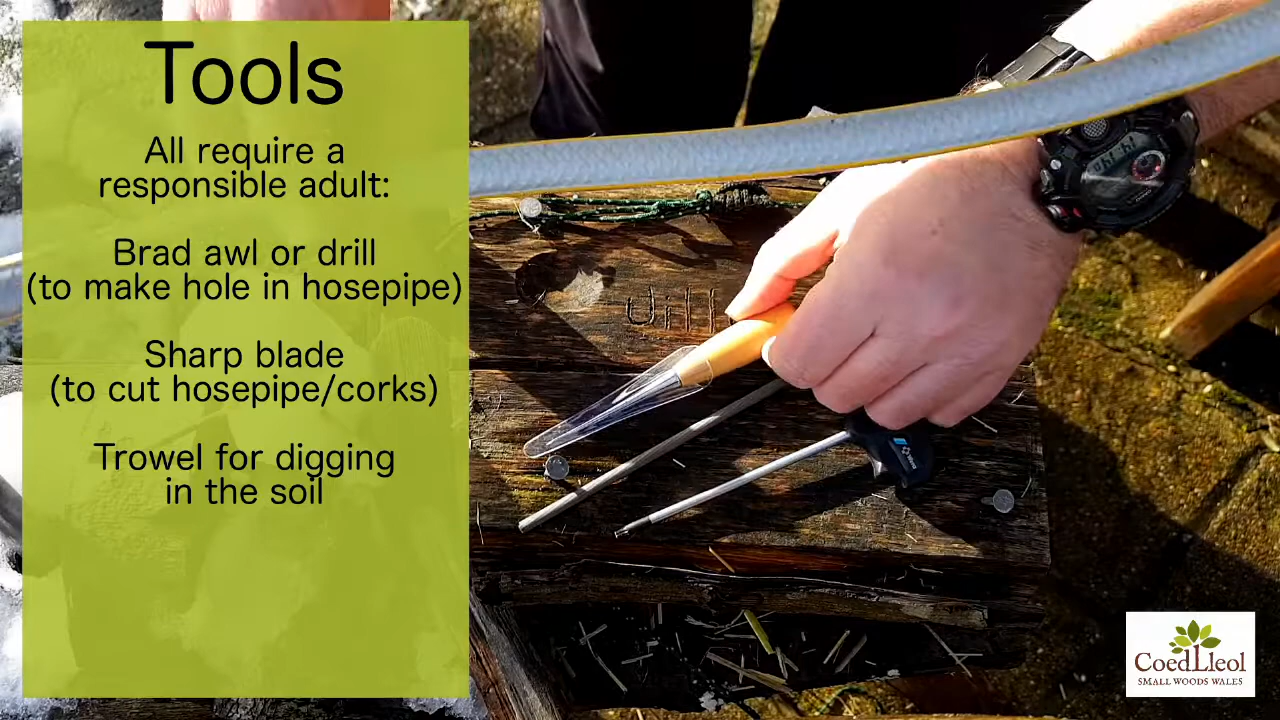 Tools
All require a
responsible adult:
Brad awl or drill
(to make hole in hosepipe)
Sharp blade
(to cut hosepipe/corks)
Trowel for digging
in the soil
CoedLleol
SMALL WOODS WALES